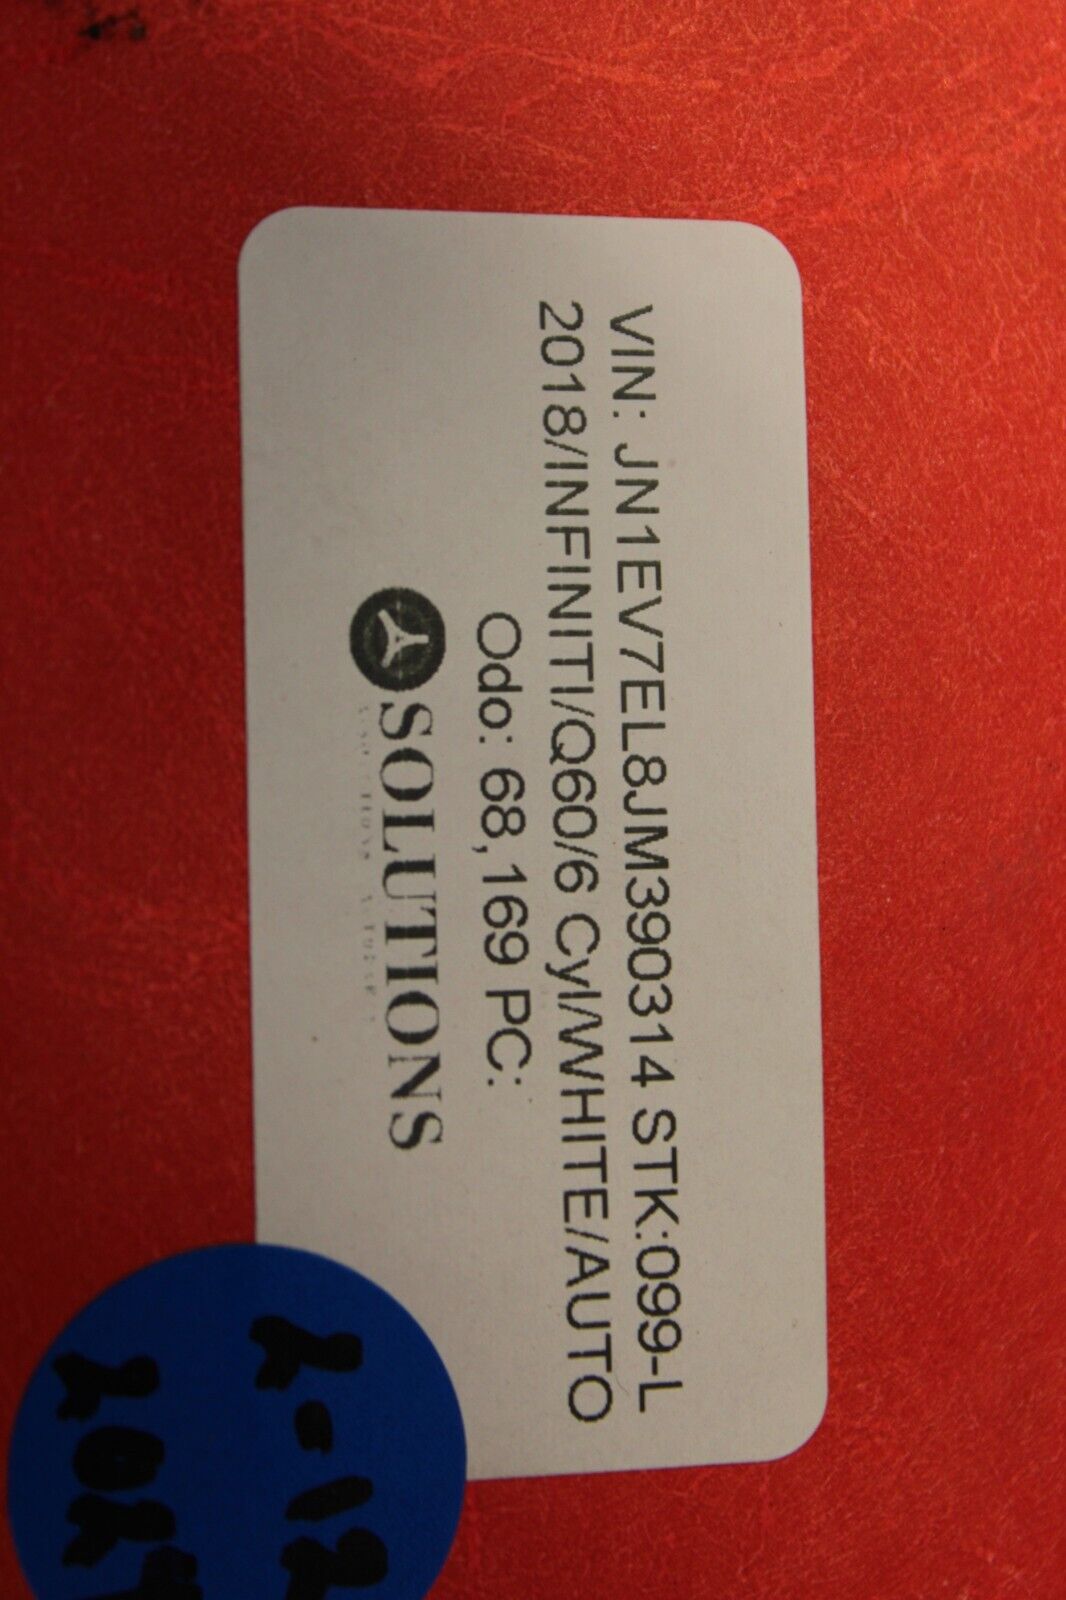 VIN: JN1EV7EL8JM390314 STK:099-L
2018/INFINITI/Q60/6 Cyl/WHITE/AUTO
Odo: 68,169 PC:
SOLUTIONS